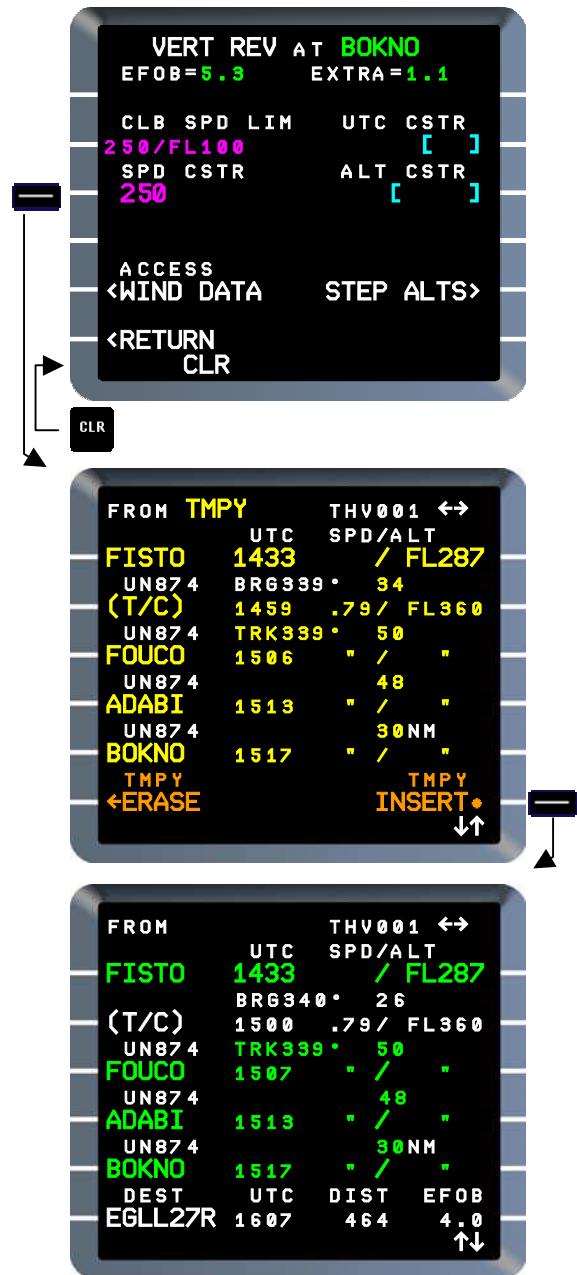 VERT REV AT BOKNO
EFOB=5.3 EXTRA=1.1
CLB SPD LIM UTC CSTR
250/FL100 [ ]
SPD CSTR ALT CSTR
250 [ ]
ACCESS
<WIND DATA STEP ALTS>
<RETURN
CLR
CLR
FROM TMPY THV001 ←→
UTC SPD/ALT
FISTO 1433 / FL287
UN874 BRG339° 34
(T/C) 1459 .79/ FL360
UN874 TRK339° 50
FOUCO 1506 " / "
UN874 48
ADABI 1513 " / "
UN874 30NM
BOKNO 1517 " / "
TMPY TMPY
←ERASE INSERT*
↓↑
FROM THV001 ←→
UTC SPD/ALT
FISTO 1433 / FL287
BRG340° 26
(T/C) 1500 .79/ FL360
UN874 TRK339° 50
FOUCO 1507 " / "
UN874 48
ADABI 1513 " / "
UN874 30NM
BOKNO 1517 " / "
DEST UTC DIST EFOB
EGLL27R 1607 464 4.0
↑↓